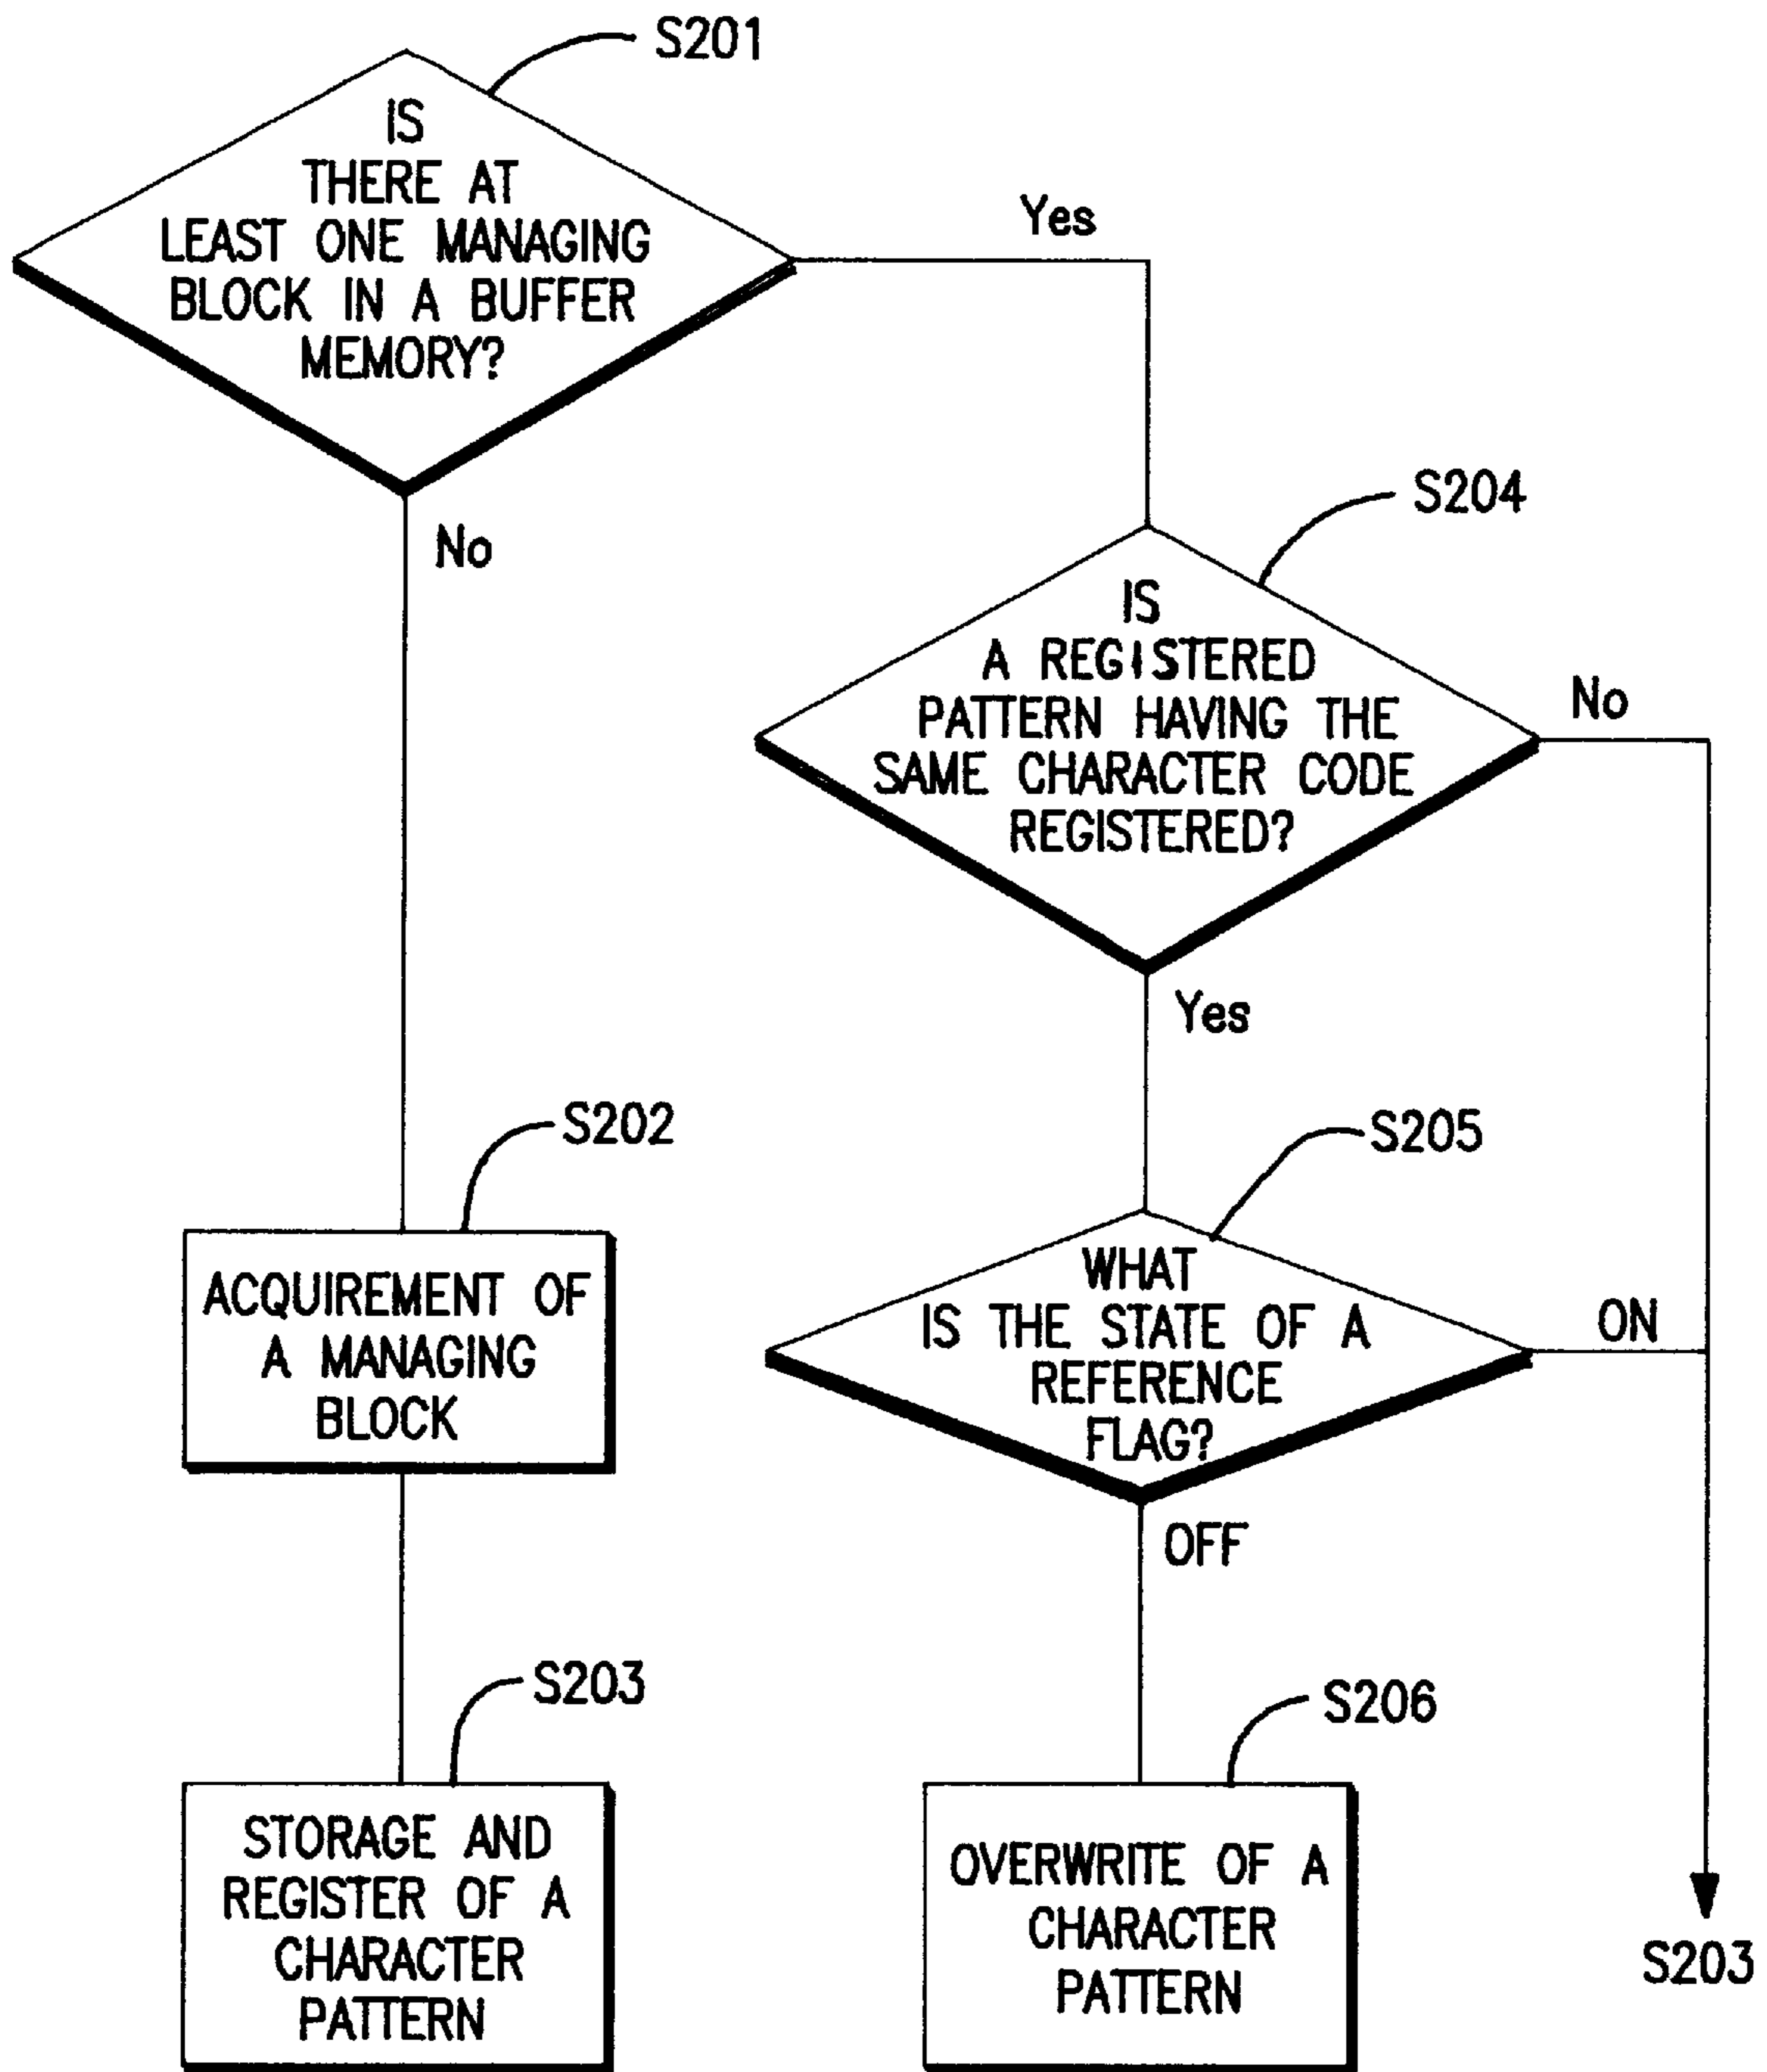 S201
IS
THERE AT
LEAST ONE MANAGING
BLOCK IN A BUFFER
MEMORY?
Yes
No
S204
IS
A REGISTERED
PATTERN HAVING THE
SAME CHARACTER CODE
REGISTERED?
No
Yes
S202
ACQUIREMENT OF
A MANAGING
BLOCK
S205
WHAT
IS THE STATE OF A
REFERENCE
FLAG?
ON
OFF
S203
STORAGE AND
REGISTER OF A
CHARACTER
PATTERN
S206
OVERWRITE OF A
CHARACTER
PATTERN
S203